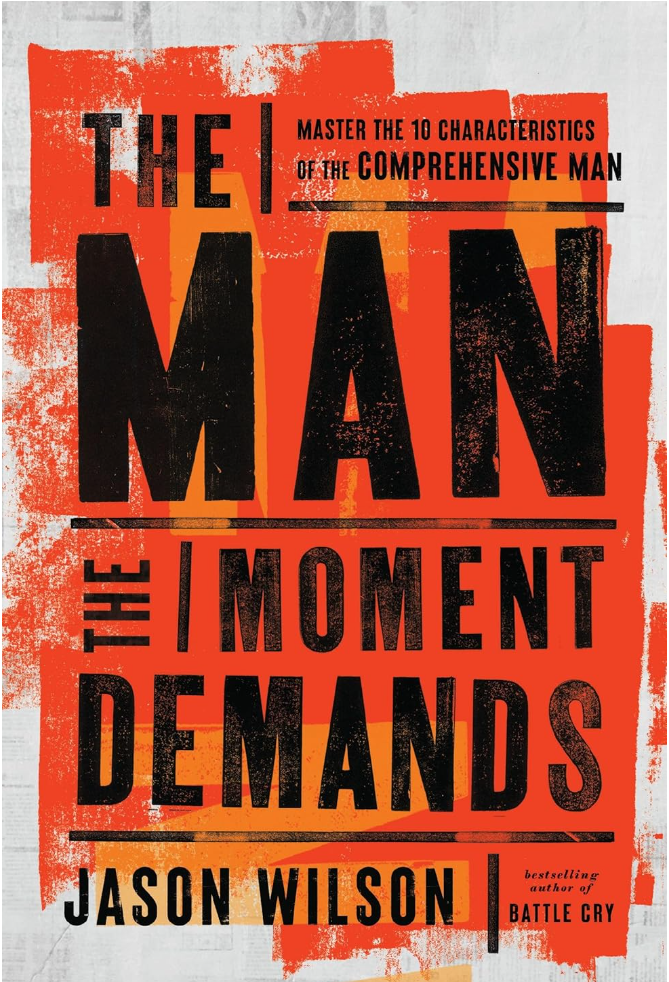 THE
MASTER THE 10 CHARACTERISTICS
OF THE COMPREHENSIVE MAN
MAN
THE MOMENT
DEMANDS
JASON WILSON
bestselling
author of
BATTLE CRY